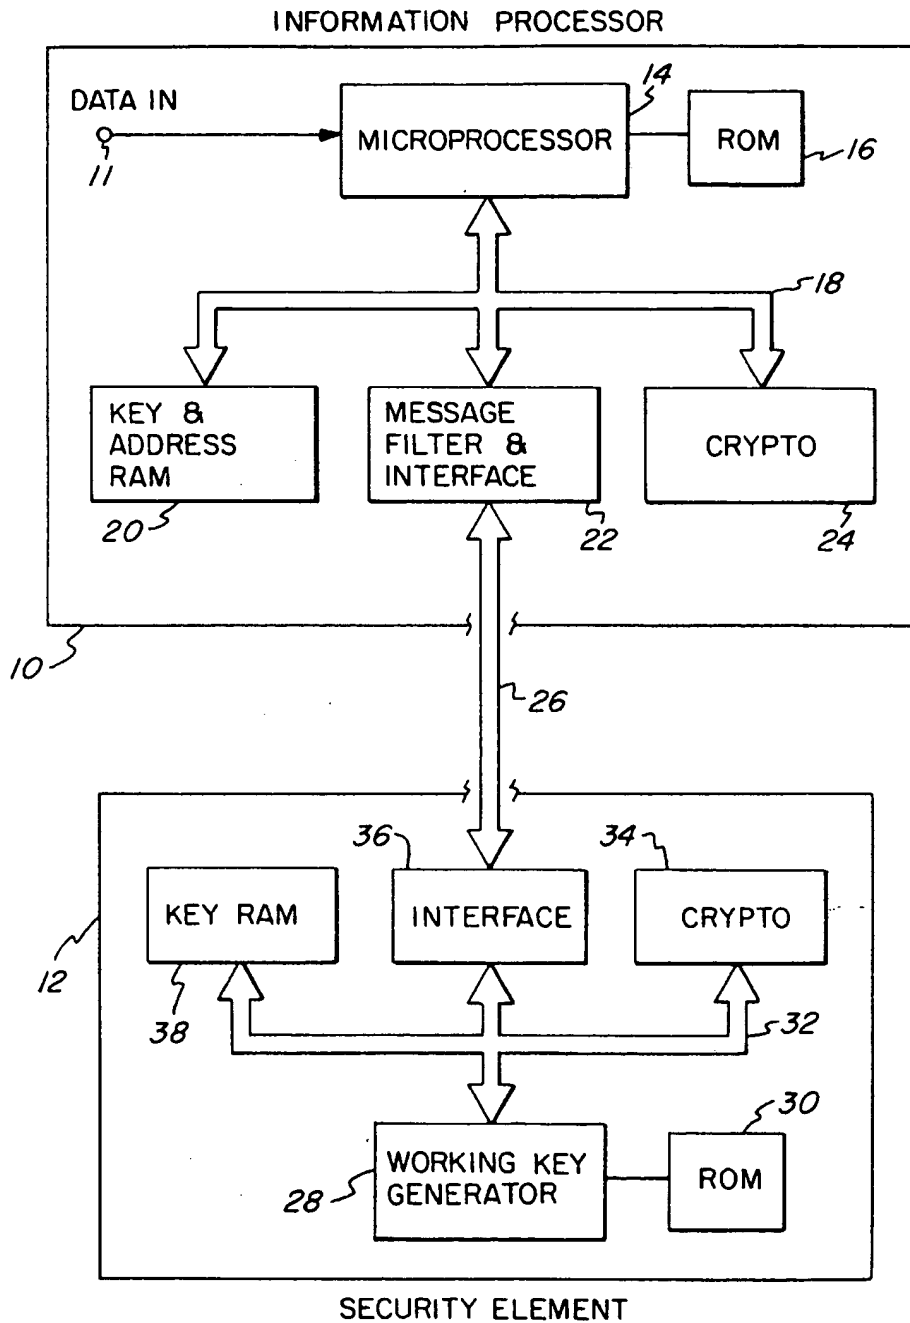 INFORMATION PROCESSOR
DATA IN
11
14
MICROPROCESSOR
ROM
16
18
KEY &
ADDRESS
RAM
20
MESSAGE
FILTER &
INTERFACE
22
CRYPTO
24
10
26
12
36
34
KEY RAM
38
INTERFACE
CRYPTO
32
30
28
WORKING KEY
GENERATOR
ROM
SECURITY ELEMENT